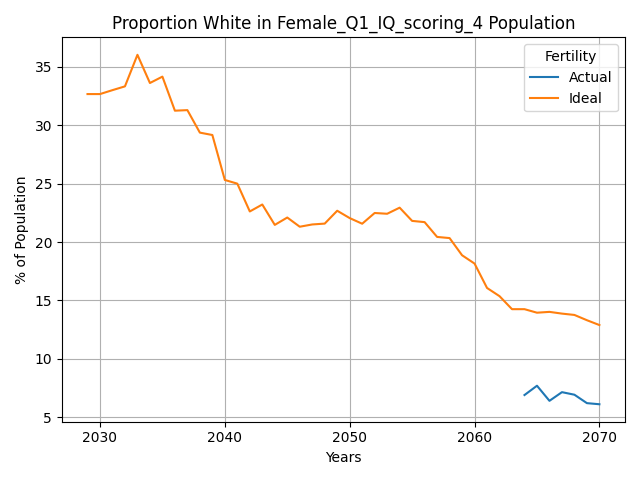 Proportion White in Female_Q1_IQ_scoring_4 Population
Fertility
Actual
Ideal
% of Population
35
30
25
20
15
10
5
2030 2040 2050 2060 2070
Years